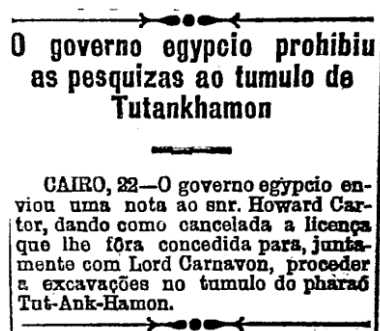 O governo egypcio prohibiu
as pesquizas ao tumulo de
Tutankhamon
CAIRO, 22—O governo egypcio en-
viou uma nota ao snr. Howard Car-
ter, dando como cancelada a licença
que lhe fôra concedida para, junta-
mente com Lord Carnavon, proceder
a excavações no tumulo do pharaó
Tut-Ank-Hamon.